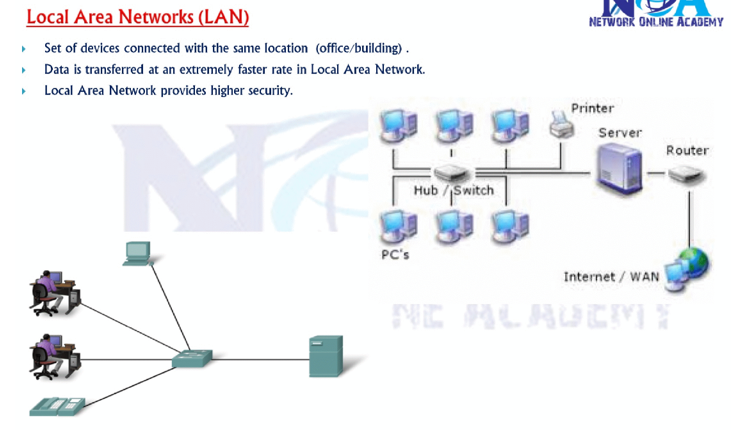 Local Area Networks (LAN)
NETWORK ONLINE ACADEMY
Set of devices connected with the same location (office/building) .
Data is transferred at an extremely faster rate in Local Area Network.
Local Area Network provides higher security.
Printer
Server
Router
Hub / Switch
PC's
Internet / WAN